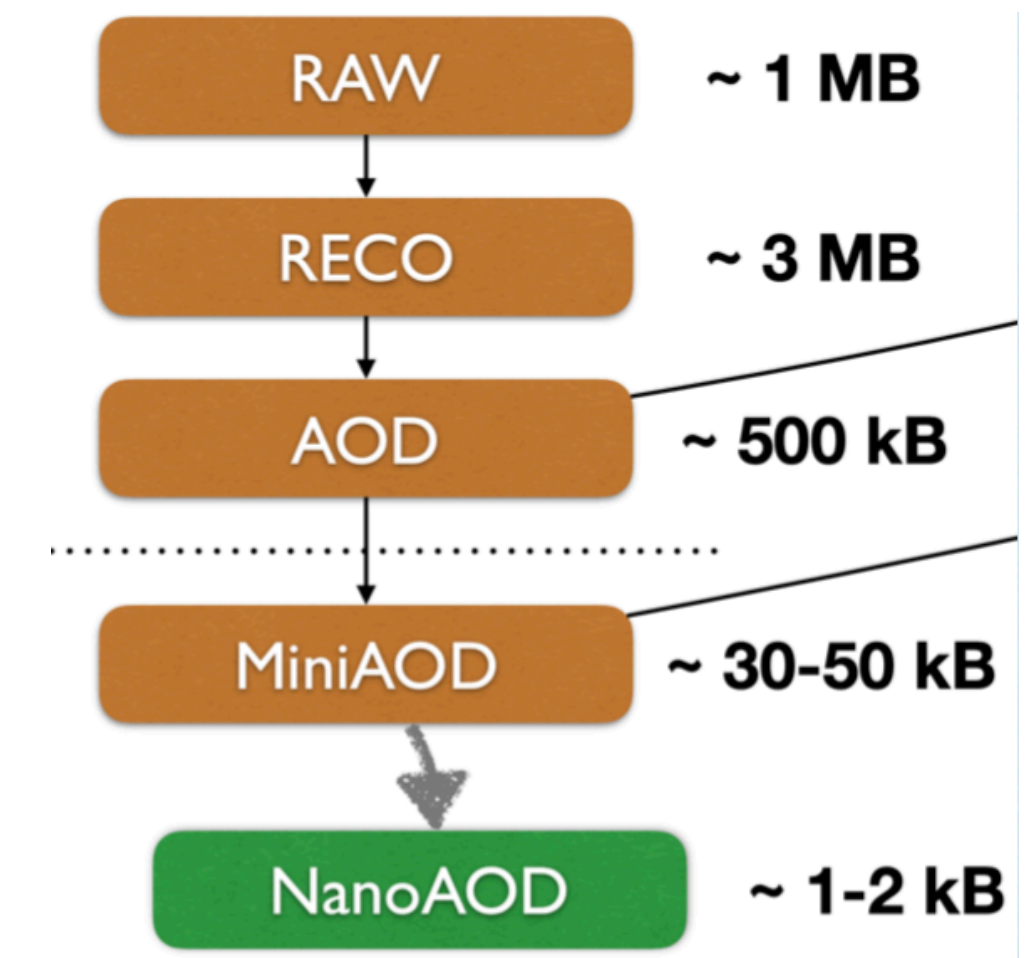 RAW ~ 1 MB
RECO ~ 3 MB
AOD ~ 500 kB
MiniAOD ~ 30-50 kB
NanoAOD ~ 1-2 kB